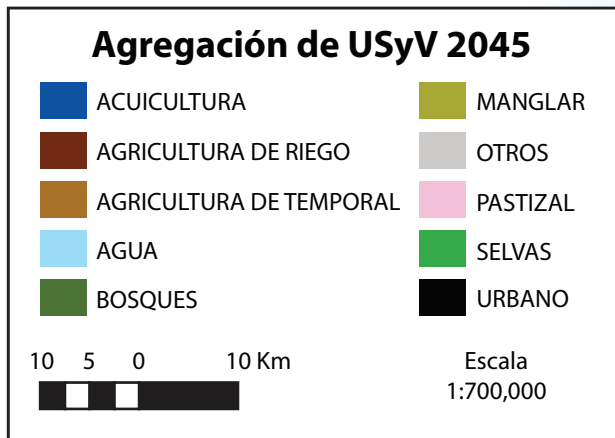 Agregación de USyV 2045
ACUICULTURA
AGRICULTURA DE RIEGO
AGRICULTURA DE TEMPORAL
AGUA
BOSQUES
MANGLAR
OTROS
PASTIZAL
SELVAS
URBANO
10 5 0 10 Km
Escala
1:700,000